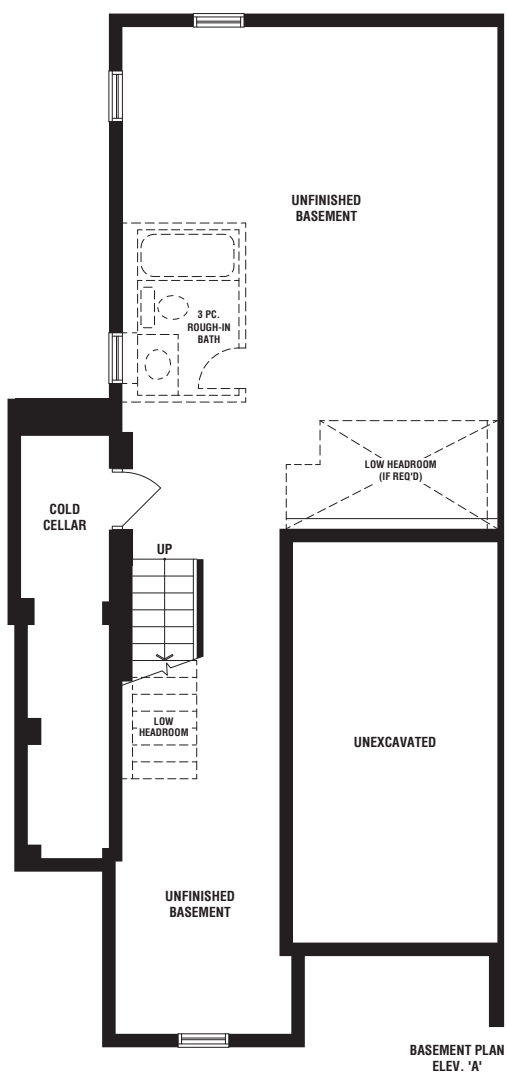 UNFINISHED
BASEMENT
3 PC.
ROUGH-IN
BATH
LOW HEADROOM
(IF REQ'D)
COLD
CELLAR
UP
LOW
HEADROOM
UNEXCAVATED
UNFINISHED
BASEMENT
BASEMENT PLAN
ELEV. 'A'